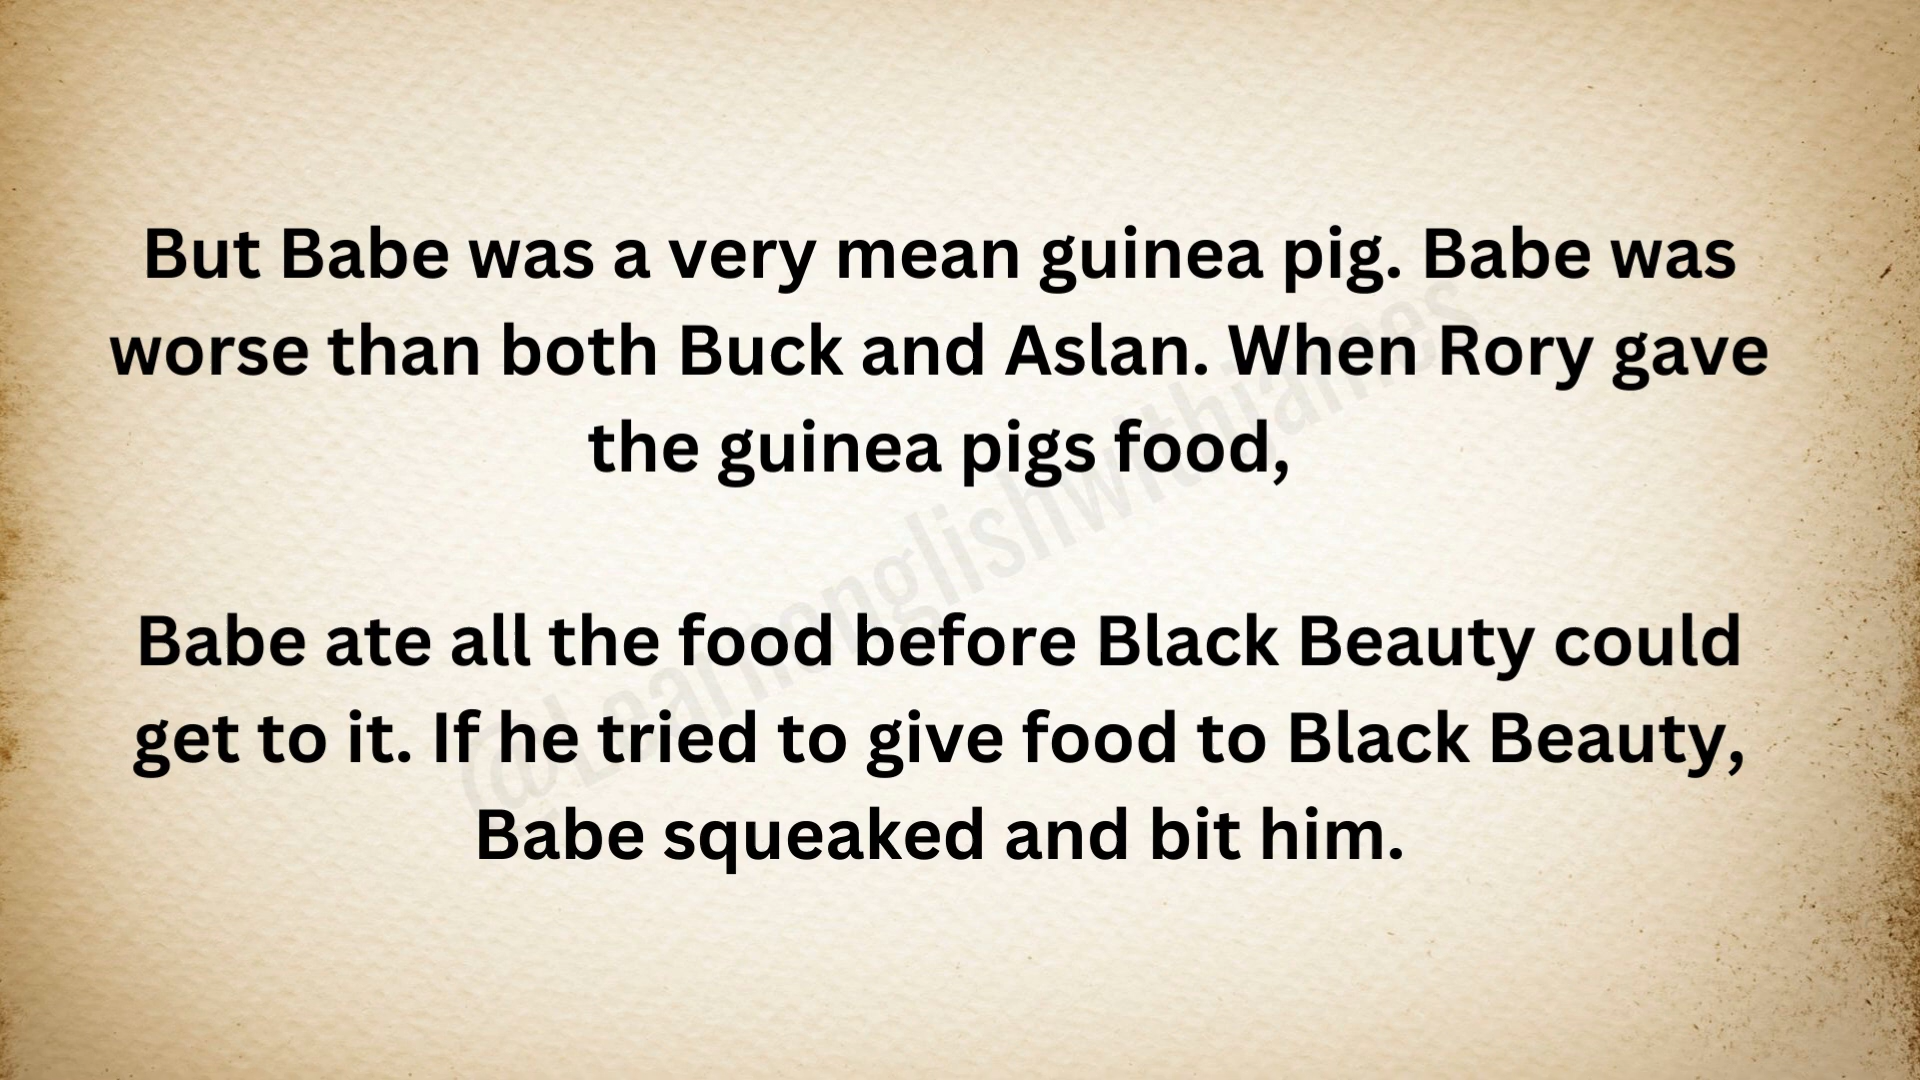 But Babe was a very mean guinea pig. Babe was
worse than both Buck and Aslan. When Rory gave
the guinea pigs food,
Babe ate all the food before Black Beauty could
get to it. If he tried to give food to Black Beauty,
Babe squeaked and bit him.
@Learnenglishwithjames